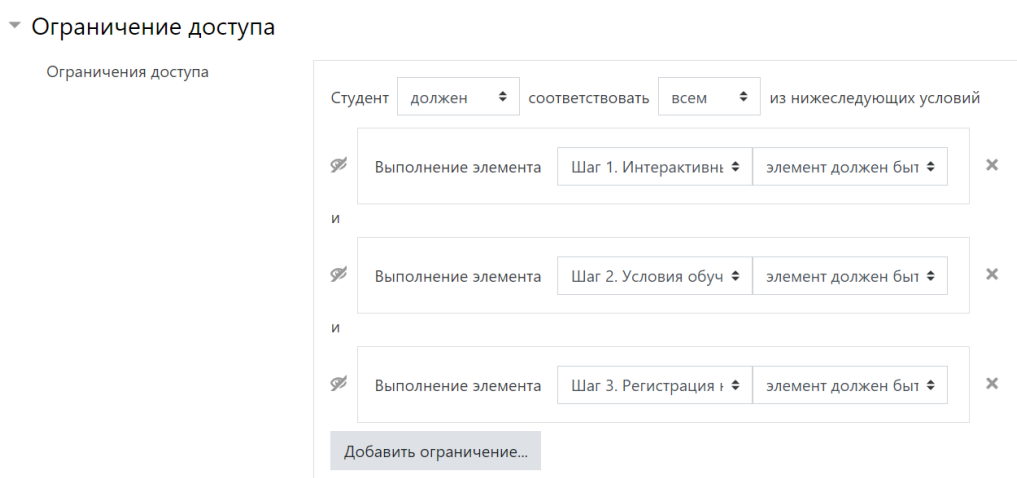 Ограничение доступа
Ограничения доступа
Студент должен соответствовать всем из нижеследующих условий
Выполнение элемента Шаг 1. Интерактивны элемент должен быт
и
Выполнение элемента Шаг 2. Условия обуч элемент должен быт
и
Выполнение элемента Шаг 3. Регистрация н элемент должен быт
Добавить ограничение...